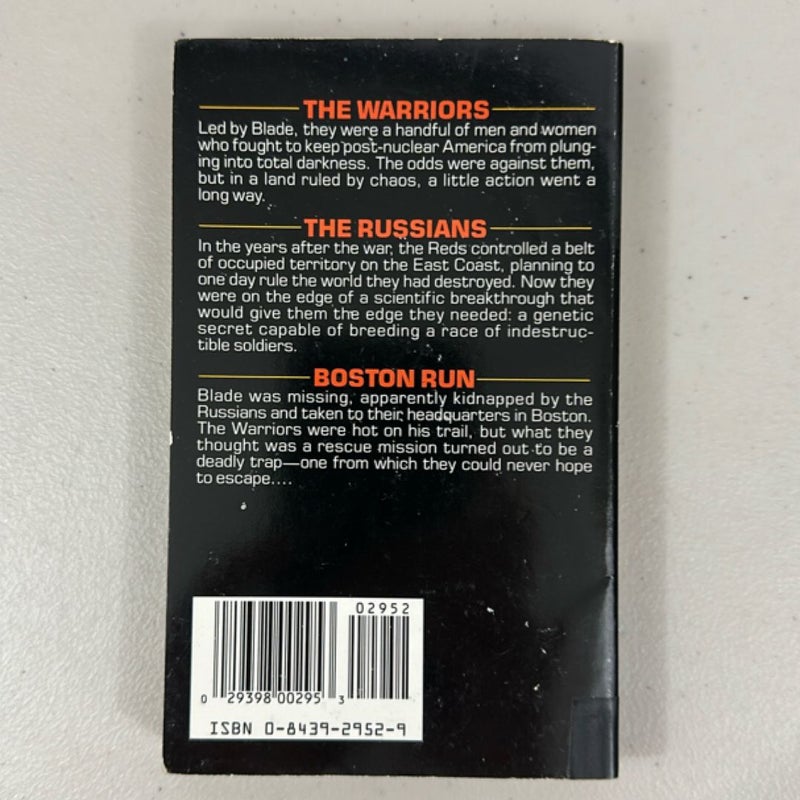 THE WARRIORS
Led by Blade, they were a handful of men and women
who fought to keep post-nuclear America from plung-
ing into total darkness. The odds were against them,
but in a land ruled by chaos, a little action went a
long way.
THE RUSSIANS
In the years after the war, the Reds controlled a belt
of occupied territory on the East Coast, planning to
one day rule the world they had destroyed. Now they
were on the edge of a scientific breakthrough that
would give them the edge they needed: a genetic
secret capable of breeding a race of indestruc-
tible soldiers.
BOSTON RUN
Blade was missing, apparently kidnapped by the
Russians and taken to their headquarters in Boston.
The Warriors were hot on his trail, but what they
thought was a rescue mission turned out to be a
deadly trap—one from which they could never hope
to escape....
02952
0 29398 00295 3
ISBN 0-8439-2952-9